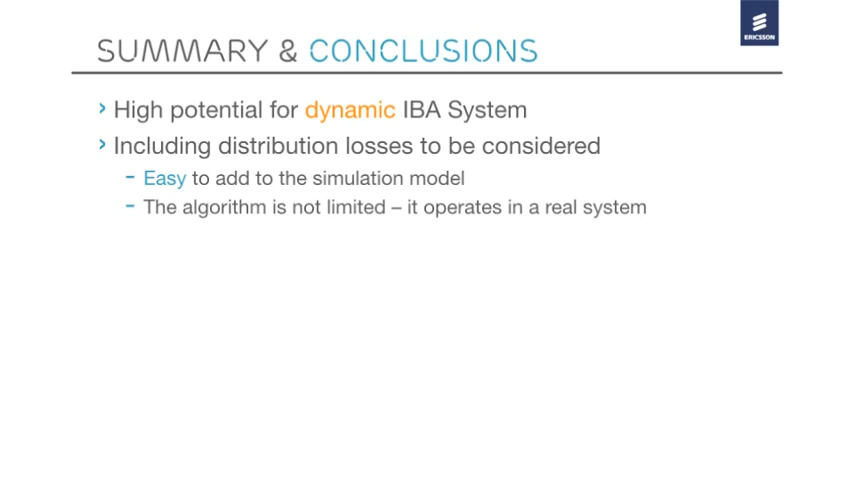 ERICSSON
SUMMARY & CONCLUSIONS
› High potential for dynamic IBA System
› Including distribution losses to be considered
– Easy to add to the simulation model
– The algorithm is not limited – it operates in a real system